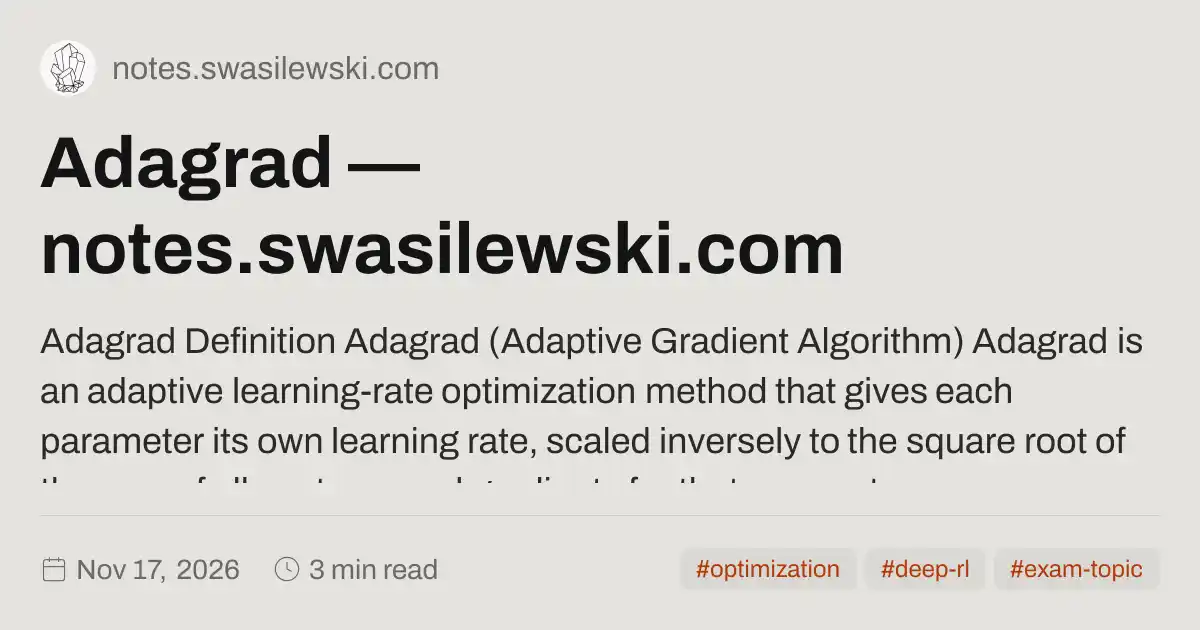 notes.swasilewski.com
Adagrad —
notes.swasilewski.com
Adagrad Definition Adagrad (Adaptive Gradient Algorithm) Adagrad is
an adaptive learning-rate optimization method that gives each
parameter its own learning rate, scaled inversely to the square root of
Nov 17, 2026
3 min read
#optimization
#deep-rl
#exam-topic